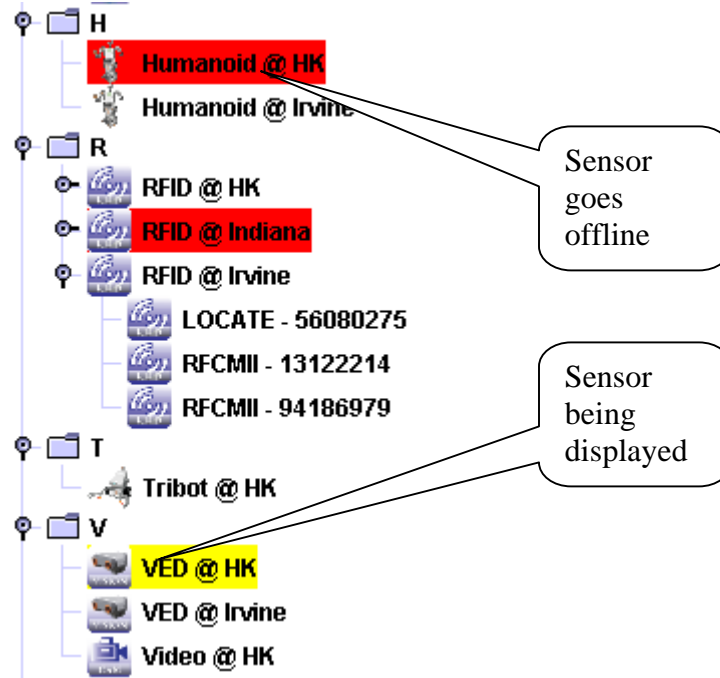 H
Humanoid @ HK
Humanoid @ Irvine
R
RFID @ HK
RFID @ Indiana
RFID @ Irvine
LOCATE - 56080275
RFCMII - 13122214
RFCMII - 94186979
T
Tribot @ HK
V
VED @ HK
VED @ Irvine
Video @ HK
Sensor
goes
offline
Sensor
being
displayed